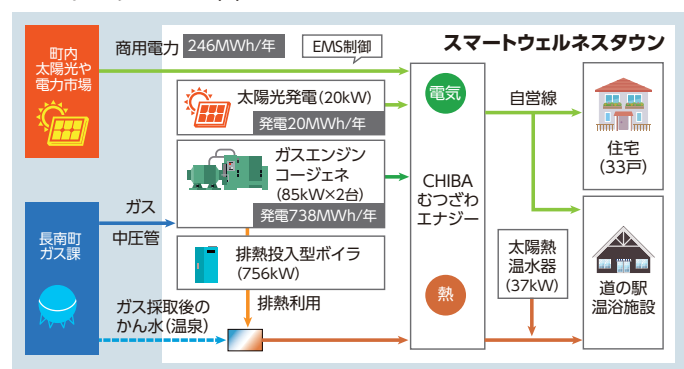 スマートウェルネスタウン
町内
太陽光や
電力市場
商用電力 246MWh/年
EMS制御
太陽光発電(20kW)
発電20MWh/年
ガスエンジン
コージェネ
(85kW×2台)
発電738MWh/年
長南町
ガス課
ガス
中圧管
排熱投入型ボイラ
(756kW)
排熱利用
ガス採取後の
かん水(温泉)
電気
CHIBA
むつざわ
エナジー
熱
自営線
太陽熱
温水器
(37kW)
住宅
(33戸)
道の駅
温浴施設